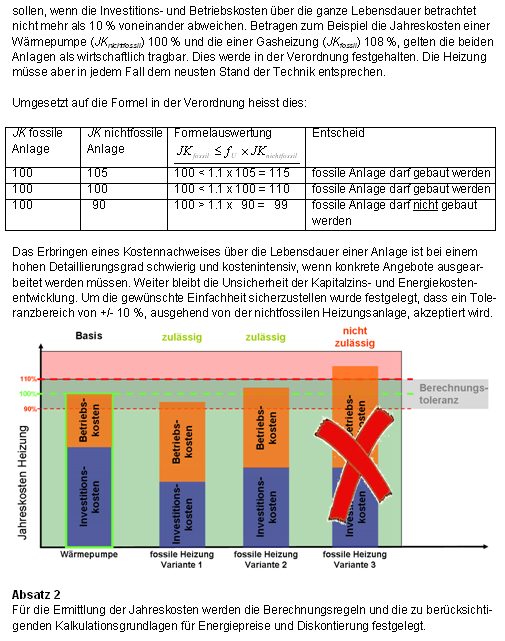 sollen, wenn die Investitions- und Betriebskosten über die ganze Lebensdauer betrachtet
nicht mehr als 10 % voneinander abweichen. Betragen zum Beispiel die Jahreskosten einer
Wärmepumpe (JKnichtfossil) 100 % und die einer Gasheizung (JKfossil) 108 %, gelten die beiden
Anlagen als wirtschaftlich tragbar. Dies werde in der Verordnung festgehalten. Die Heizung
müsse aber in jedem Fall dem neusten Stand der Technik entsprechen.
Umgesetzt auf die Formel in der Verordnung heisst dies:
JK fossile Anlage
JK nichtfossile Anlage
Formelauswertung
JKfossil ≤ fU × JKnichtfossil
Entscheid
100 105 100 < 1.1 x 105 = 115 fossile Anlage darf gebaut werden
100 100 100 < 1.1 x 100 = 110 fossile Anlage darf gebaut werden
100 90 100 > 1.1 x 90 = 99 fossile Anlage darf nicht gebaut
werden
Das Erbringen eines Kostennachweises über die Lebensdauer einer Anlage ist bei einem
hohen Detaillierungsgrad schwierig und kostenintensiv, wenn konkrete Angebote ausgear-
beitet werden müssen. Weiter bleibt die Unsicherheit der Kapitalzins- und Energiekosten-
entwicklung. Um die gewünschte Einfachheit sicherzustellen wurde festgelegt, dass ein Tole-
ranzbereich von +/- 10 %, ausgehend von der nichtfossilen Heizungsanlage, akzeptiert wird.
Basis
zulässig
zulässig
nicht
zulässig
110%
100%
90%
Berechnungs-
toleranz
Jahreskosten Heizung
Betriebs-
kosten
Investitions-
kosten
Betriebs-
kosten
Investitions-
kosten
Betriebs-
kosten
Investitions-
kosten
Betriebs-
kosten
Investitions-
kosten
Wärmepumpe
fossile Heizung
Variante 1
fossile Heizung
Variante 2
fossile Heizung
Variante 3
Absatz 2
Für die Ermittlung der Jahreskosten werden die Berechnungsregeln und die zu berücksichti-
genden Kalkulationsgrundlagen für Energiepreise und Diskontierung festgelegt.